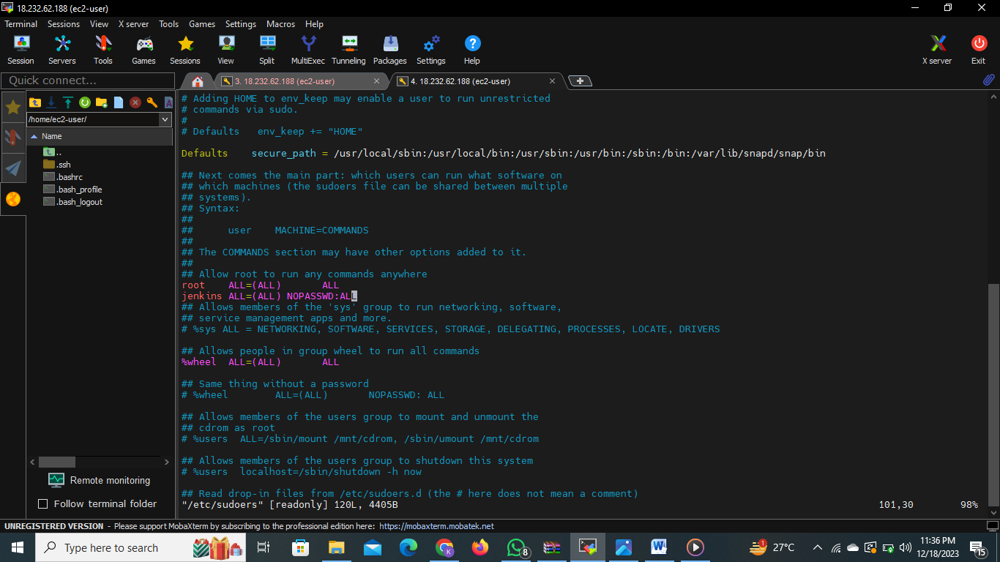 18.232.62.188 (ec2-user)
Terminal Sessions View X server Tools Games Settings Macros Help
Session Servers Tools Games Sessions View Split MultiExec Tunneling Packages Settings Help X server Exit
Quick connect...
3. 18.232.62.188 (ec2-user)
4. 18.232.62.188 (ec2-user)
/home/ec2-user/
Name
..
.ssh
.bashrc
.bash_profile
.bash_logout
Remote monitoring
Follow terminal folder
# Adding HOME to env_keep may enable a user to run unrestricted
# commands via sudo.
#
# Defaults   env_keep += "HOME"
Defaults    secure_path = /usr/local/sbin:/usr/local/bin:/usr/sbin:/usr/bin:/sbin:/bin:/var/lib/snapd/snap/bin
## Next comes the main part: which users can run what software on
## which machines (the sudoers file can be shared between multiple
## systems).
## Syntax:
##
##      user    MACHINE=COMMANDS
##
## The COMMANDS section may have other options added to it.
##
## Allow root to run any commands anywhere
root    ALL=(ALL)       ALL
jenkins ALL=(ALL) NOPASSWD:ALL
## Allows members of the 'sys' group to run networking, software,
## service management apps and more.
# %sys ALL = NETWORKING, SOFTWARE, SERVICES, STORAGE, DELEGATING, PROCESSES, LOCATE, DRIVERS
## Allows people in group wheel to run all commands
%wheel  ALL=(ALL)       ALL
## Same thing without a password
# %wheel        ALL=(ALL)       NOPASSWD: ALL
## Allows members of the users group to mount and unmount the
## cdrom as root
# %users  ALL=/sbin/mount /mnt/cdrom, /sbin/umount /mnt/cdrom
## Allows members of the users group to shutdown this system
# %users  localhost=/sbin/shutdown -h now
## Read drop-in files from /etc/sudoers.d (the # here does not mean a comment)
"/etc/sudoers" [readonly] 120L, 4405B 101,30 98%
UNREGISTERED VERSION - Please support MobaXterm by subscribing to the professional edition here: https://mobaxterm.mobatek.net
Type here to search
8
1
27°C
11:36 PM
12/18/2023
15